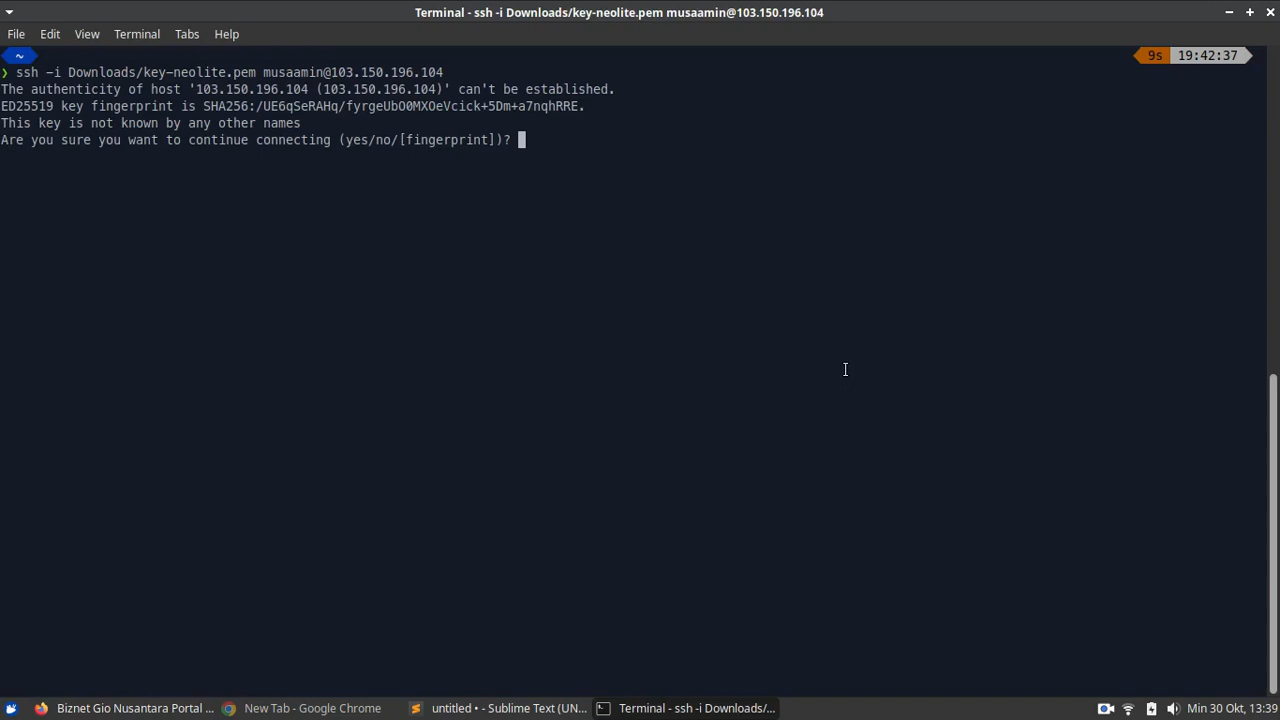 Terminal - ssh -i Downloads/key-neolite.pem musaamin@103.150.196.104
File Edit View Terminal Tabs Help
~ 9s 19:42:37
❯ ssh -i Downloads/key-neolite.pem musaamin@103.150.196.104
The authenticity of host '103.150.196.104 (103.150.196.104)' can't be established.
ED25519 key fingerprint is SHA256:/UE6qSeRAHq/fyrgeUbO0MXOeVcick+5Dm+a7nqhRRE.
This key is not known by any other names
Are you sure you want to continue connecting (yes/no/[fingerprint])?
Biznet Gio Nusantara Portal ... New Tab - Google Chrome untitled • - Sublime Text (UN... Terminal - ssh -i Downloads/... Min 30 Okt, 13:39